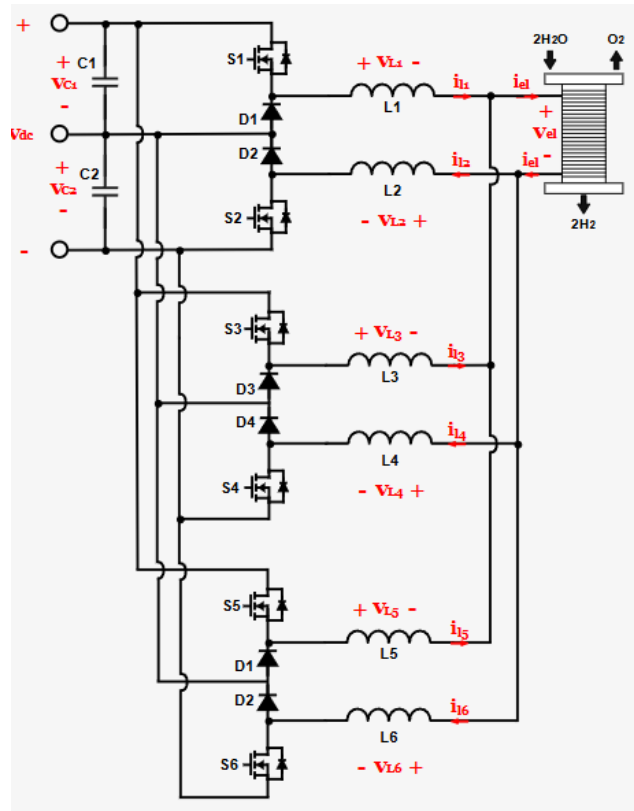 +
C1
+
VC1
-
S1
+ VL1 -
L1
iL1
iel
2H2O
O2
D1
+
Vel
-
Vdc
D2
iL2
iel
+
VC2
-
C2
L2
S2
- VL2 +
2H2
-
S3
+ VL3 -
L3
iL3
D3
D4
iL4
L4
S4
- VL4 +
S5
+ VL5 -
L5
iL5
D1
D2
iL6
L6
S6
- VL6 +